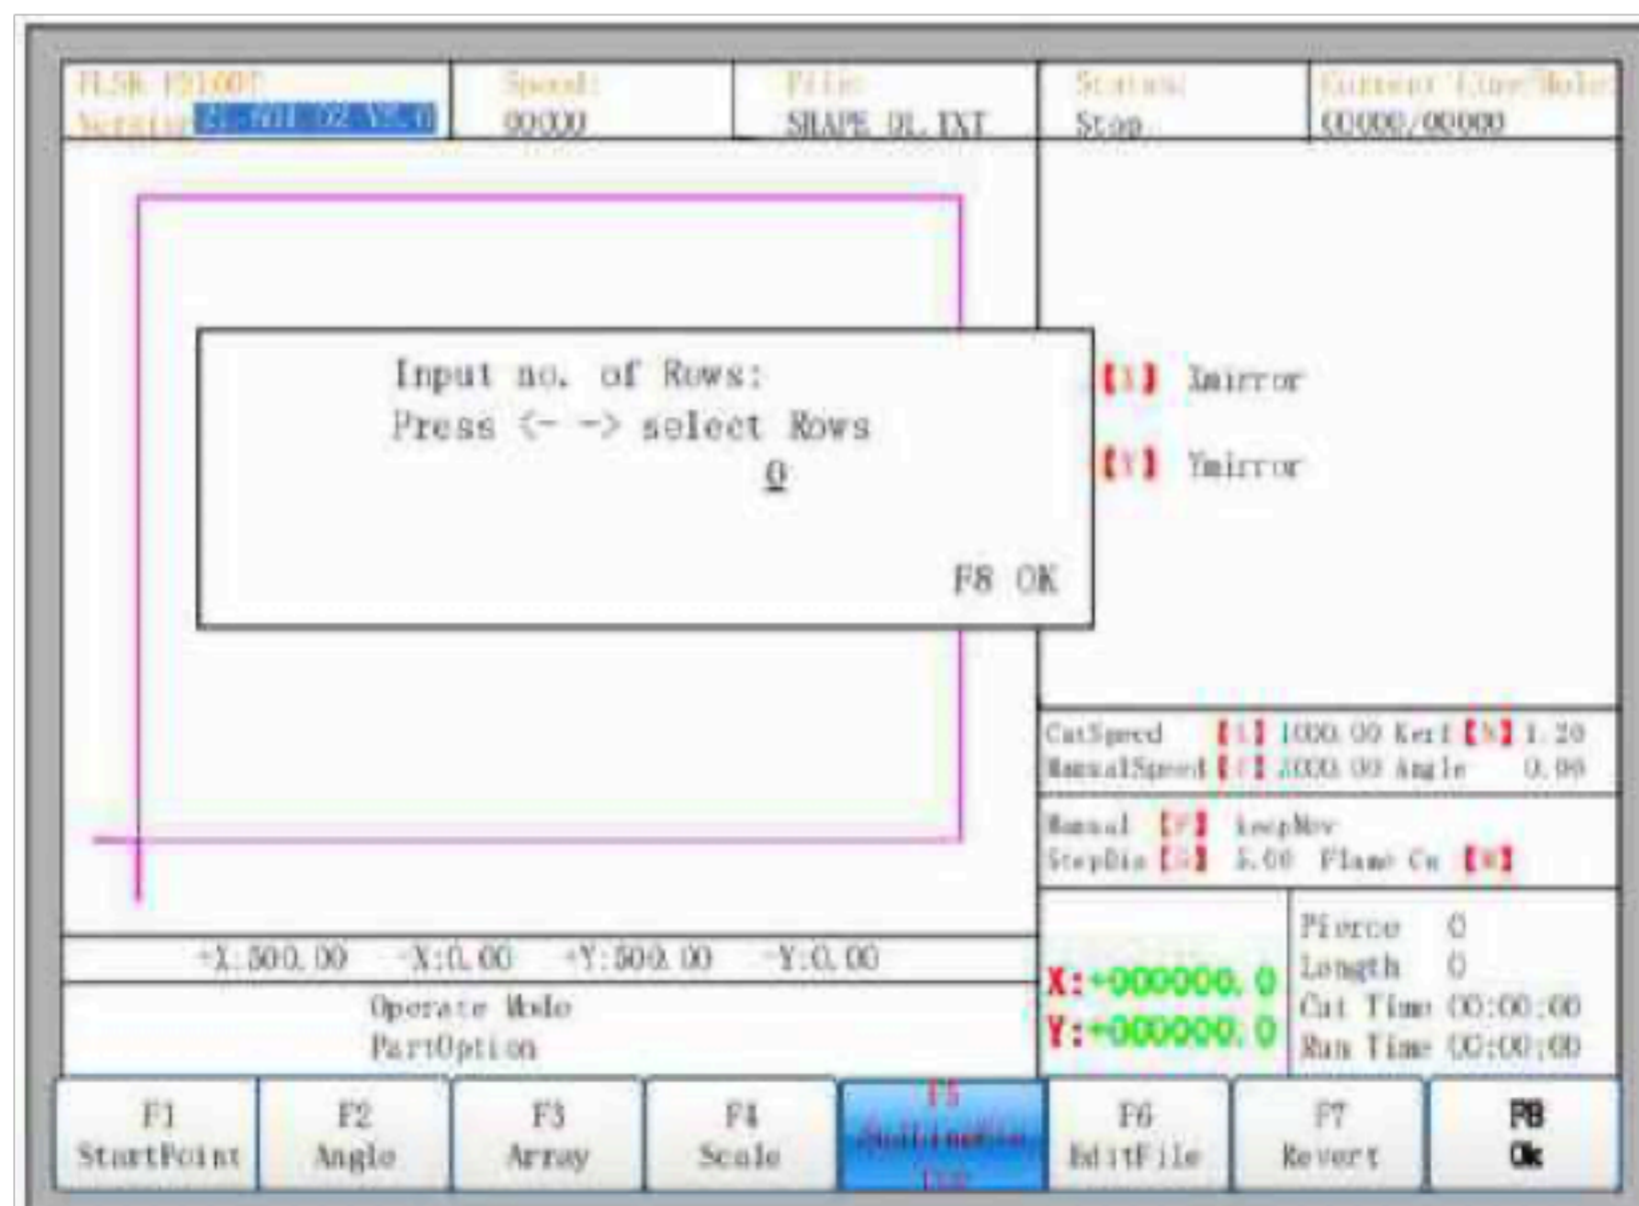 Speed:
00000
File:
SHAPE 01.TXT
Status:
Stop
00000/00000
Input no. of Rows:
Press <- -> select Rows
0
F8 OK
【X】 Xmirror
【Y】 Ymirror
CutSpeed 1000.00 Kerf 1.20
ManualSpeed Angle 0.00
Manual keepMov
StepDis 5.00
+X:500.00 -X:0.00 +Y:500.00 -Y:0.00
Operate Mode
PartOption
X:+000000.0
Y:+000000.0
Pierce 0
Length 0
Cut Time 00:00:00
Run Time 00:00:00
F1
StartPoint
F2
Angle
F3
Array
F4
Scale
F5
F6
EditFile
F7
Revert
F8
Ok